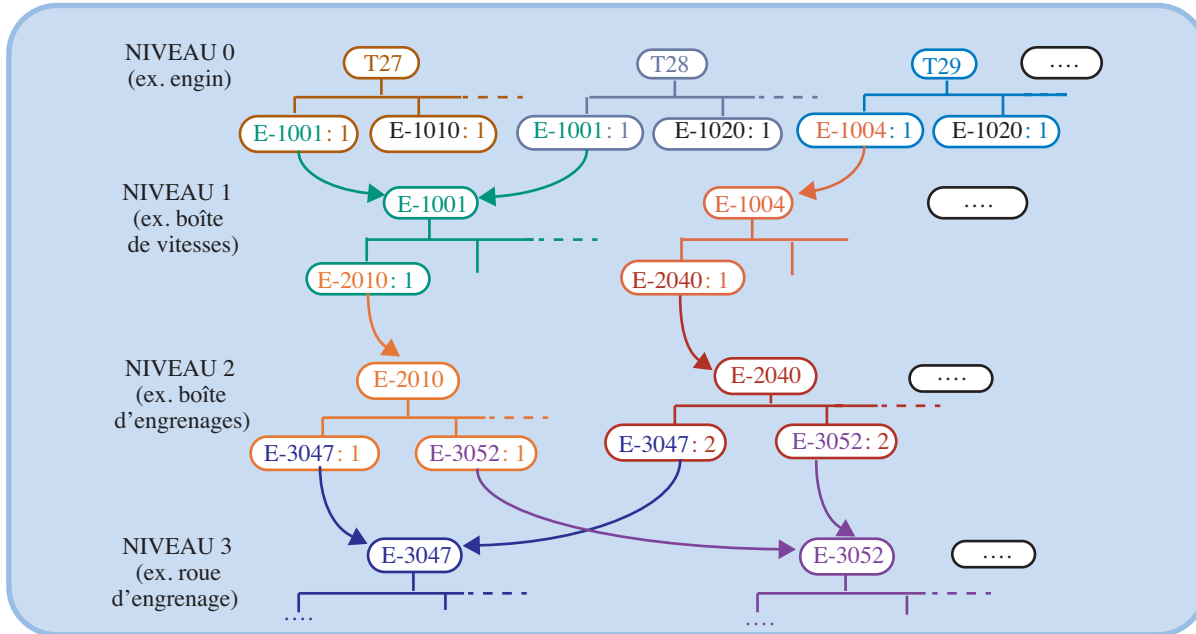 NIVEAU 0
(ex. engin)
T27
T28
T29
....
E-1001: 1
E-1010: 1
E-1001: 1
E-1020: 1
E-1004: 1
E-1020: 1
NIVEAU 1
(ex. boîte
de vitesses)
E-1001
E-1004
....
E-2010: 1
E-2040: 1
NIVEAU 2
(ex. boîte
d'engrenages)
E-2010
E-2040
....
E-3047: 1
E-3052: 1
E-3047: 2
E-3052: 2
NIVEAU 3
(ex. roue
d'engrenage)
E-3047
E-3052
....
....
....